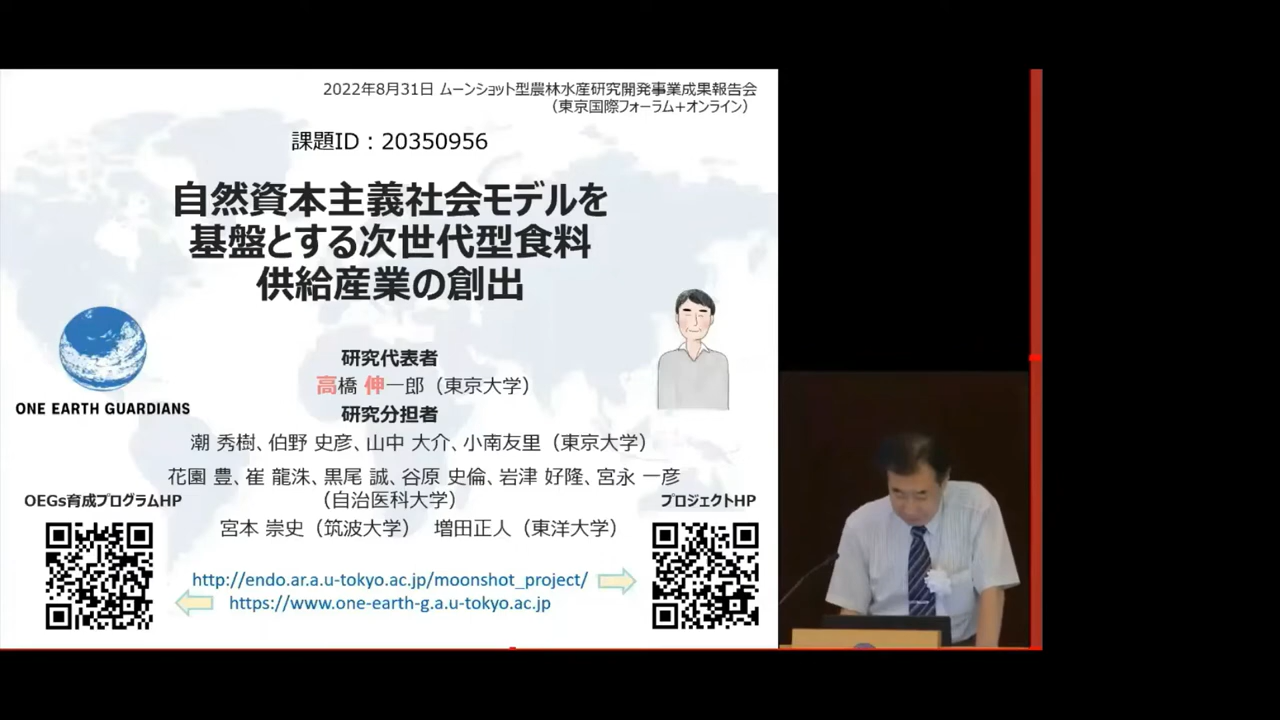 2022年8月31日 ムーンショット型農林水産研究開発事業成果報告会
（東京国際フォーラム＋オンライン）
課題ID：20350956
自然資本主義社会モデルを
基盤とする次世代型食料
供給産業の創出
ONE EARTH GUARDIANS
研究代表者
高橋 伸一郎（東京大学）
研究分担者
潮 秀樹、伯野 史彦、山中 大介、小南友里（東京大学）
花園 豊、崔 龍洙、黒尾 誠、谷原 史倫、岩津 好隆、宮永 一彦
（自治医科大学）
宮本 崇史（筑波大学） 増田正人（東洋大学）
OEGs育成プログラムHP
プロジェクトHP
http://endo.ar.a.u-tokyo.ac.jp/moonshot_project/
https://www.one-earth-g.a.u-tokyo.ac.jp